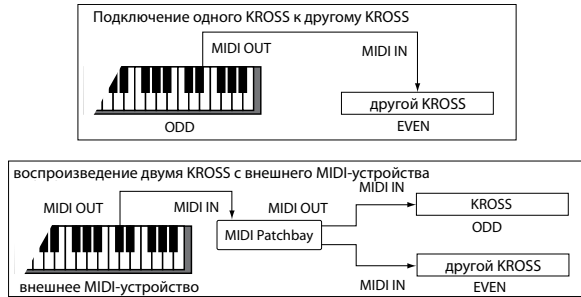 Подключение одного KROSS к другому KROSS
MIDI OUT
MIDI IN
другой KROSS
ODD
EVEN
воспроизведение двумя KROSS с внешнего MIDI-устройства
MIDI IN
MIDI OUT
MIDI IN
MIDI OUT
KROSS
ODD
MIDI Patchbay
другой KROSS
внешнее MIDI-устройство
MIDI IN
EVEN